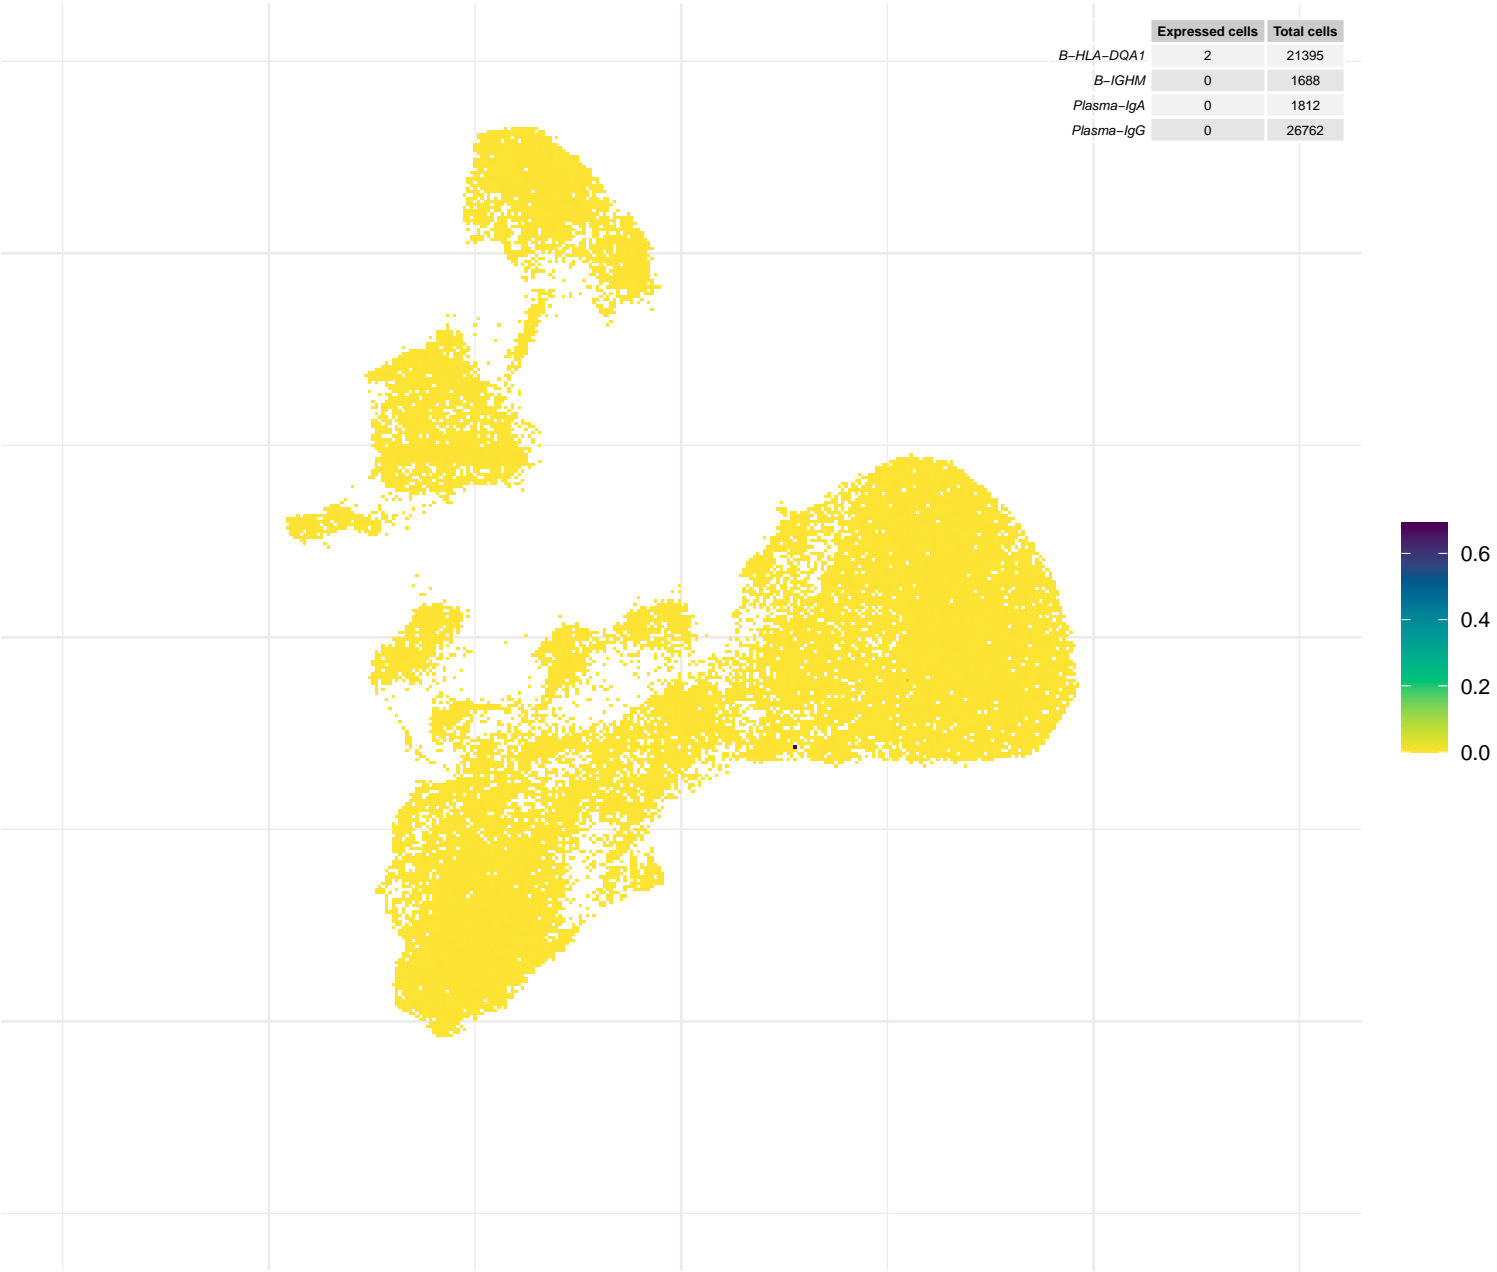 Expressed cells Total cells
B−HLA−DQA1 2 21395
B−IGHM 0 1688
Plasma−IgA 0 1812
Plasma−IgG 0 26762
0.6
0.4
0.2
0.0